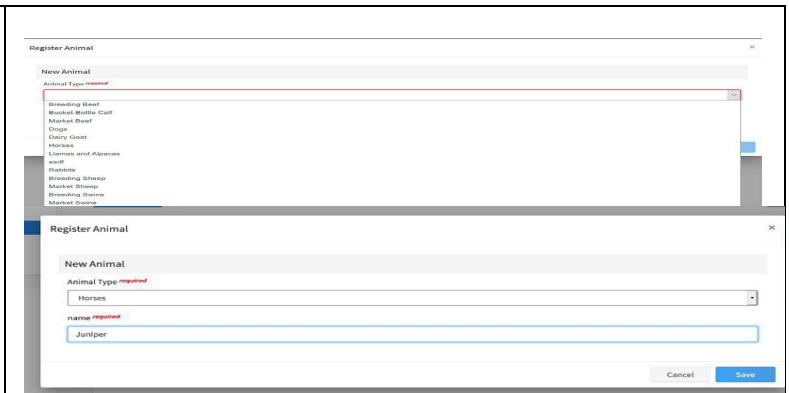 Register Animal ×
New Animal
Animal Type required
Breeding Beef
Bucket-Bottle Calf
Market Beef
Dogs
Dairy Goat
Horses
Llamas and Alpacas
asdf
Rabbits
Breeding Sheep
Market Sheep
Breeding Swine
Market Swine
Register Animal ×
New Animal
Animal Type required
Horses
name required
Juniper
Cancel Save